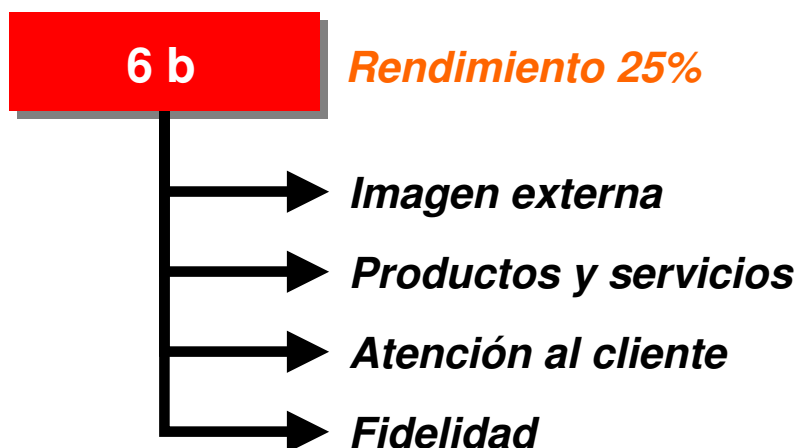 6 b
Rendimiento 25%
Imagen externa
Productos y servicios
Atención al cliente
Fidelidad